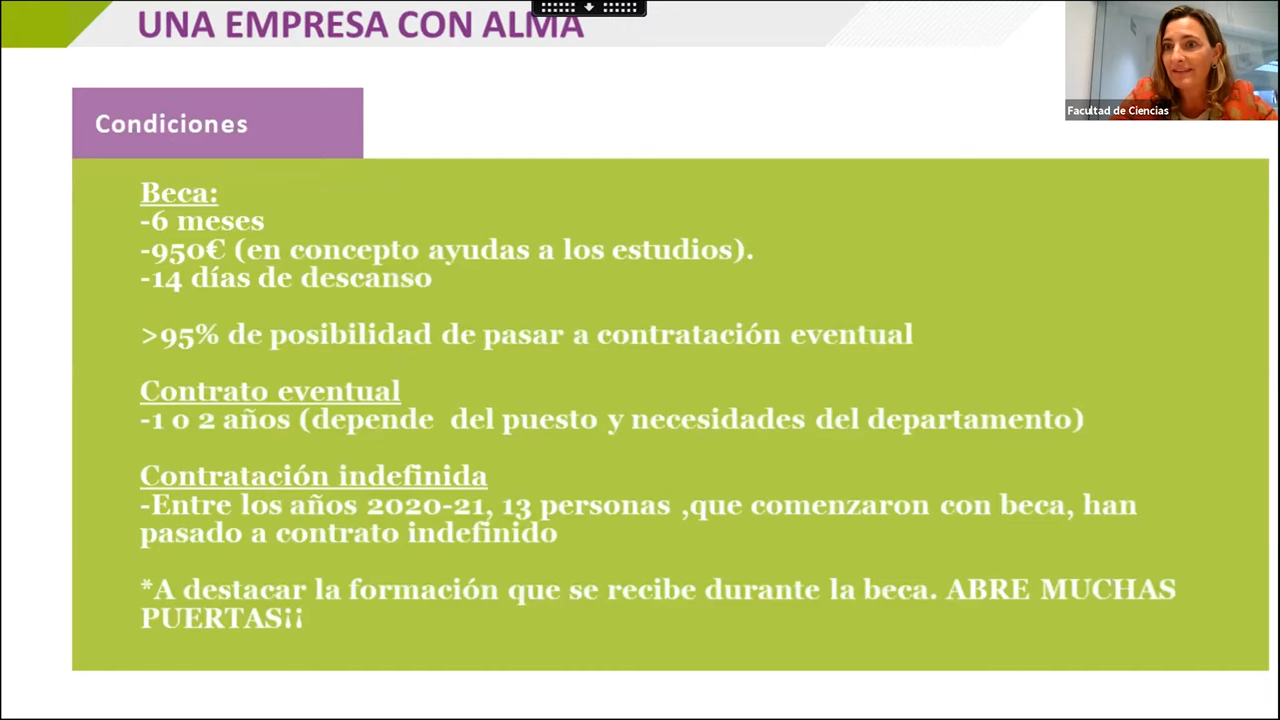 UNA EMPRESA CON ALMA
Facultad de Ciencias
Condiciones
Beca:
-6 meses
-950€ (en concepto ayudas a los estudios).
-14 días de descanso
>95% de posibilidad de pasar a contratación eventual
Contrato eventual
-1 o 2 años (depende  del puesto y necesidades del departamento)
Contratación indefinida
-Entre los años 2020-21, 13 personas ,que comenzaron con beca, han
pasado a contrato indefinido
*A destacar la formación que se recibe durante la beca. ABRE MUCHAS
PUERTAS¡¡